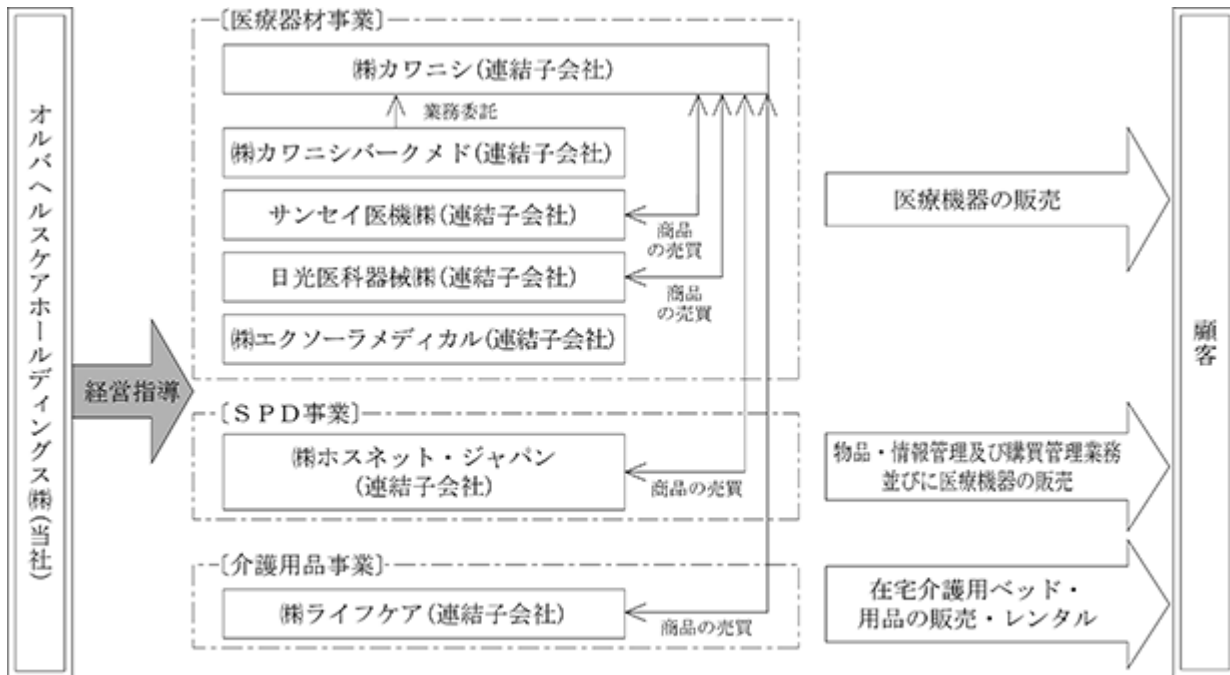 オルバヘルスケアホールディングス㈱(当社)
経営指導
〔医療器材事業〕
㈱カワニシ(連結子会社)
業務委託
㈱カワニシバークメド(連結子会社)
サンセイ医機㈱(連結子会社)
商品
の売買
日光医科器械㈱(連結子会社)
商品
の売買
㈱エクソーラメディカル(連結子会社)
〔ＳＰＤ事業〕
㈱ホスネット・ジャパン
(連結子会社)
商品の売買
〔介護用品事業〕
㈱ライフケア(連結子会社)
商品の売買
医療機器の販売
物品・情報管理及び購買管理業務
並びに医療機器の販売
在宅介護用ベッド・
用品の販売・レンタル
顧客